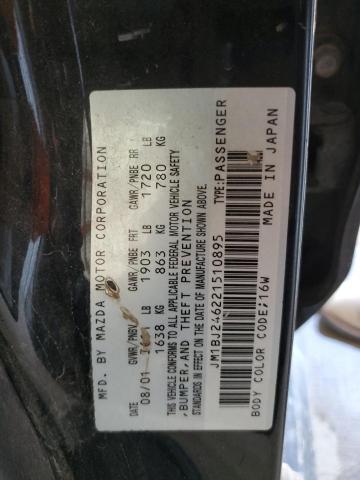 MFD. BY MAZDA MOTOR CORPORATION
DATE GVWR/PNBV GAWR/PNBE FRT GAWR/PNBE RR
08/01 LB 1903 LB 1720 LB
1638 KG 863 KG 780 KG
THIS VEHICLE CONFORMS TO ALL APPLICABLE FEDERAL MOTOR VEHICLE SAFETY
, BUMPER, AND THEFT PREVENTION
STANDARDS IN EFFECT ON THE DATE OF MANUFACTURE SHOWN ABOVE.
JM1BJ246221510895 TYPE:PASSENGER
BODY COLOR CODE:16W MADE IN JAPAN